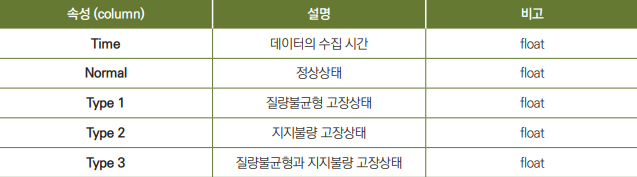 속성 (column) 설명 비고
Time 데이터의 수집 시간 float
Normal 정상상태 float
Type 1 질량불균형 고장상태 float
Type 2 지지불량 고장상태 float
Type 3 질량불균형과 지지불량 고장상태 float